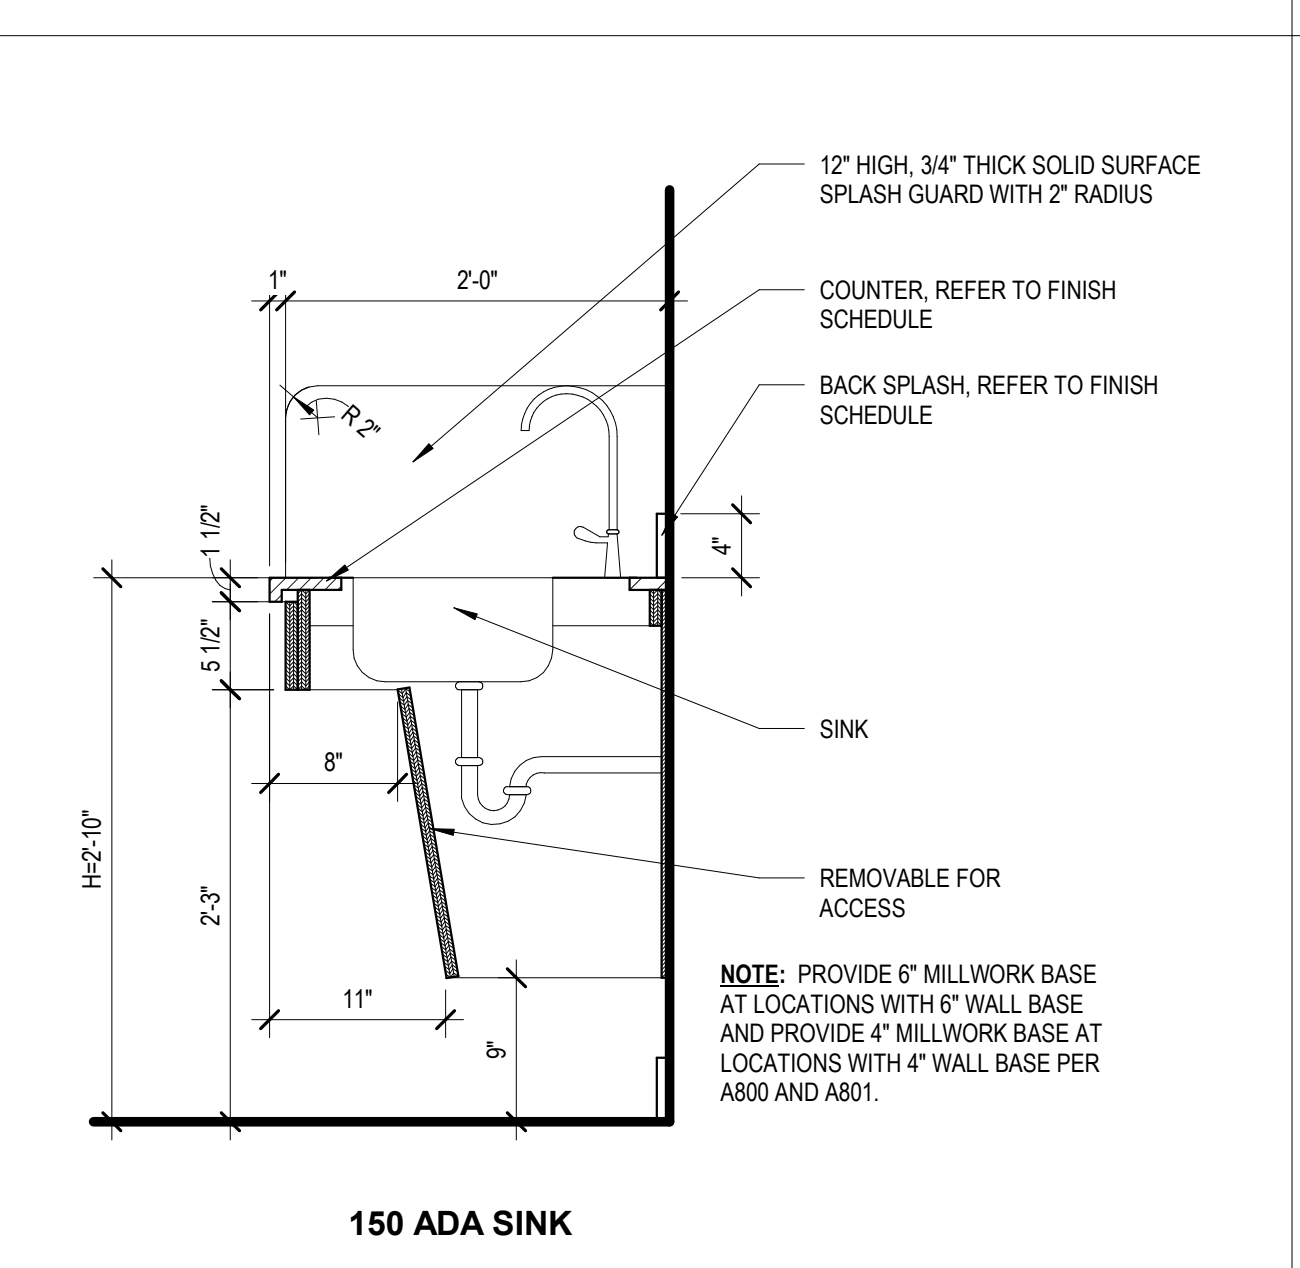 12" HIGH, 3/4" THICK SOLID SURFACE
SPLASH GUARD WITH 2" RADIUS
1"
2'-0"
COUNTER, REFER TO FINISH
SCHEDULE
BACK SPLASH, REFER TO FINISH
SCHEDULE
R 2"
1 1/2"
4"
5 1/2"
SINK
8"
H=2'-10"
2'-3"
REMOVABLE FOR
ACCESS
11"
9"
NOTE: PROVIDE 6" MILLWORK BASE
AT LOCATIONS WITH 6" WALL BASE
AND PROVIDE 4" MILLWORK BASE AT
LOCATIONS WITH 4" WALL BASE PER
A800 AND A801.
150 ADA SINK